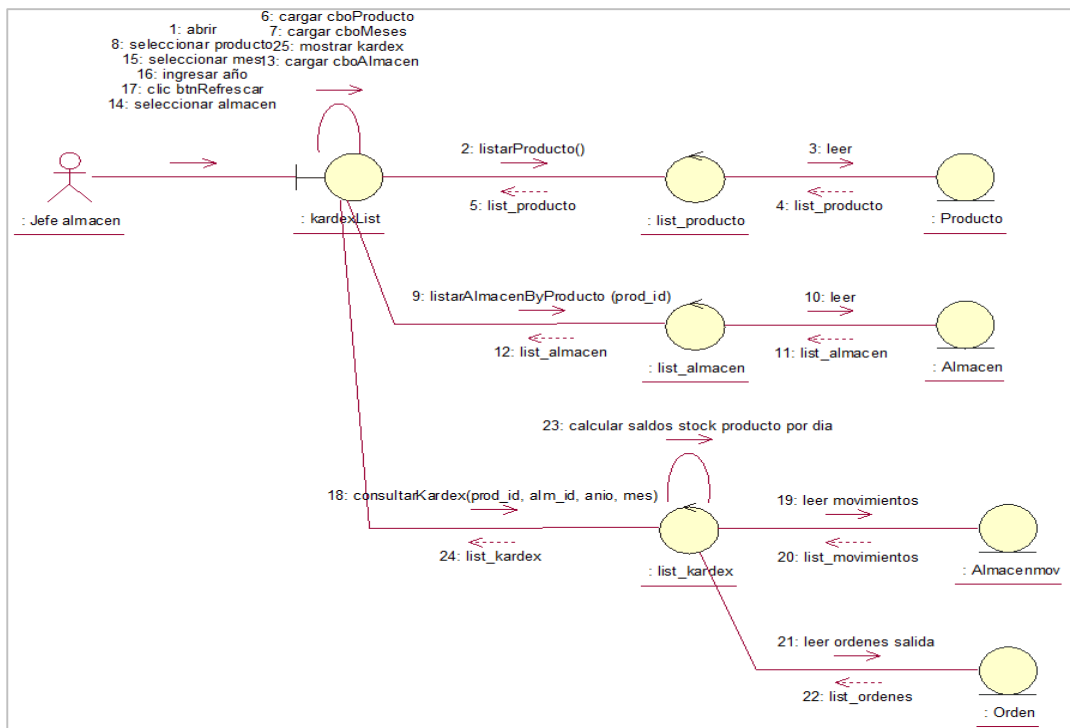 1: abrir
8: seleccionar producto
15: seleccionar mes
16: ingresar año
17: clic btnRefrescar
14: seleccionar almacen
6: cargar cboProducto
7: cargar cboMeses
25: mostrar kardex
13: cargar cboAlmacen
2: listarProducto()
3: leer
5: list_producto
4: list_producto
: Jefe almacen
: kardexList
: list_producto
: Producto
9: listarAlmacenByProducto (prod_id)
10: leer
12: list_almacen
11: list_almacen
: list_almacen
: Almacen
23: calcular saldos stock producto por dia
18: consultarKardex(prod_id, alm_id, anio, mes)
19: leer movimientos
24: list_kardex
20: list_movimientos
: list_kardex
: Almacenmov
21: leer ordenes salida
22: list_ordenes
: Orden